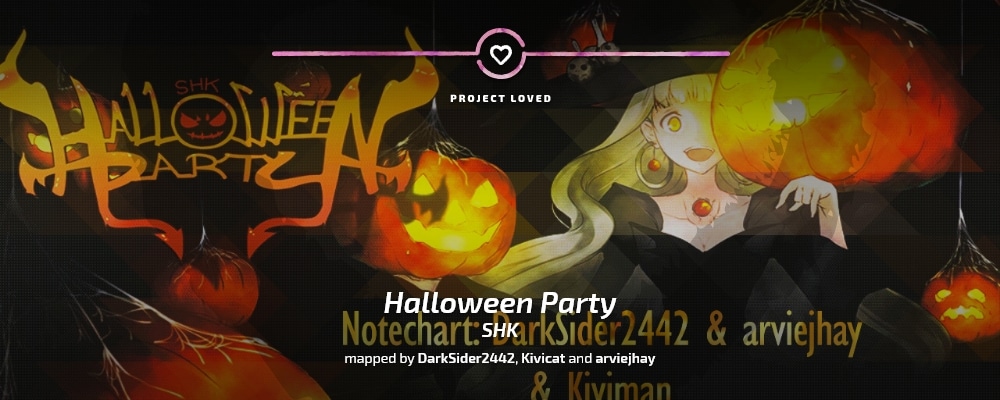 PROJECT LOVED
SHK
HALLOWEEN
PARTY
Halloween Party
SHK
Notechart: DarkSider2442 & arviejhay
mapped by DarkSider2442, Kivicat and arviejhay
& Kiviman